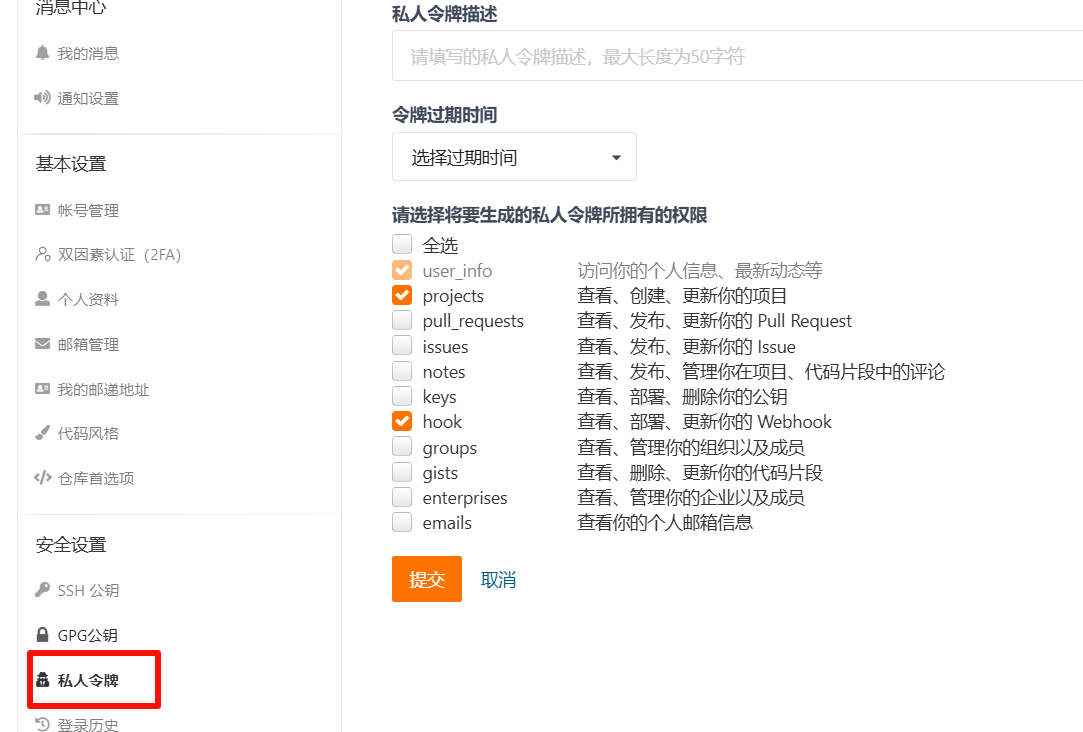 消息中心
我的消息
通知设置
基本设置
帐号管理
双因素认证（2FA）
个人资料
邮箱管理
我的邮递地址
代码风格
仓库首选项
安全设置
SSH 公钥
GPG公钥
私人令牌
登录历史
私人令牌描述
请填写的私人令牌描述，最大长度为50字符
令牌过期时间
选择过期时间
请选择将要生成的私人令牌所拥有的权限
全选
user_info 访问你的个人信息、最新动态等
projects 查看、创建、更新你的项目
pull_requests 查看、发布、更新你的 Pull Request
issues 查看、发布、更新你的 Issue
notes 查看、发布、管理你在项目、代码片段中的评论
keys 查看、部署、删除你的公钥
hook 查看、部署、更新你的 Webhook
groups 查看、管理你的组织以及成员
gists 查看、删除、更新你的代码片段
enterprises 查看、管理你的企业以及成员
emails 查看你的个人邮箱信息
提交 取消